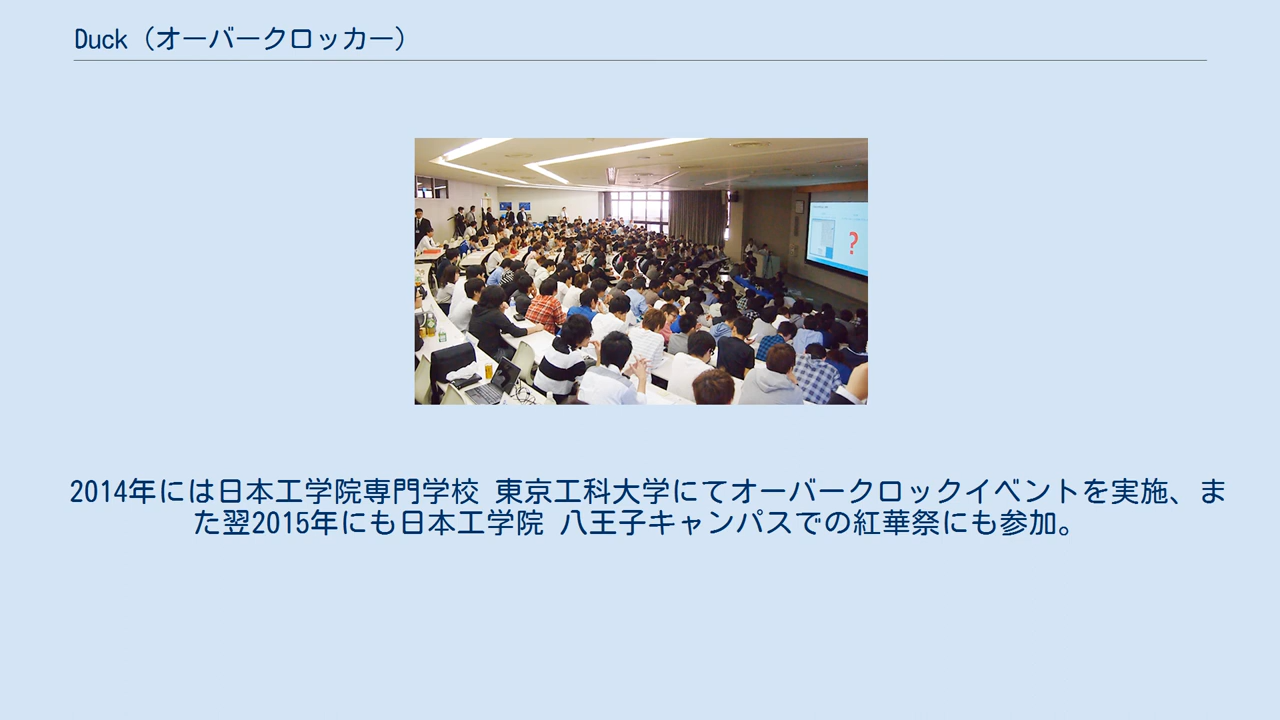 Duck（オーバークロッカー）
?
2014年には日本工学院専門学校 東京工科大学にてオーバークロックイベントを実施、ま
た翌2015年にも日本工学院 八王子キャンパスでの紅華祭にも参加。